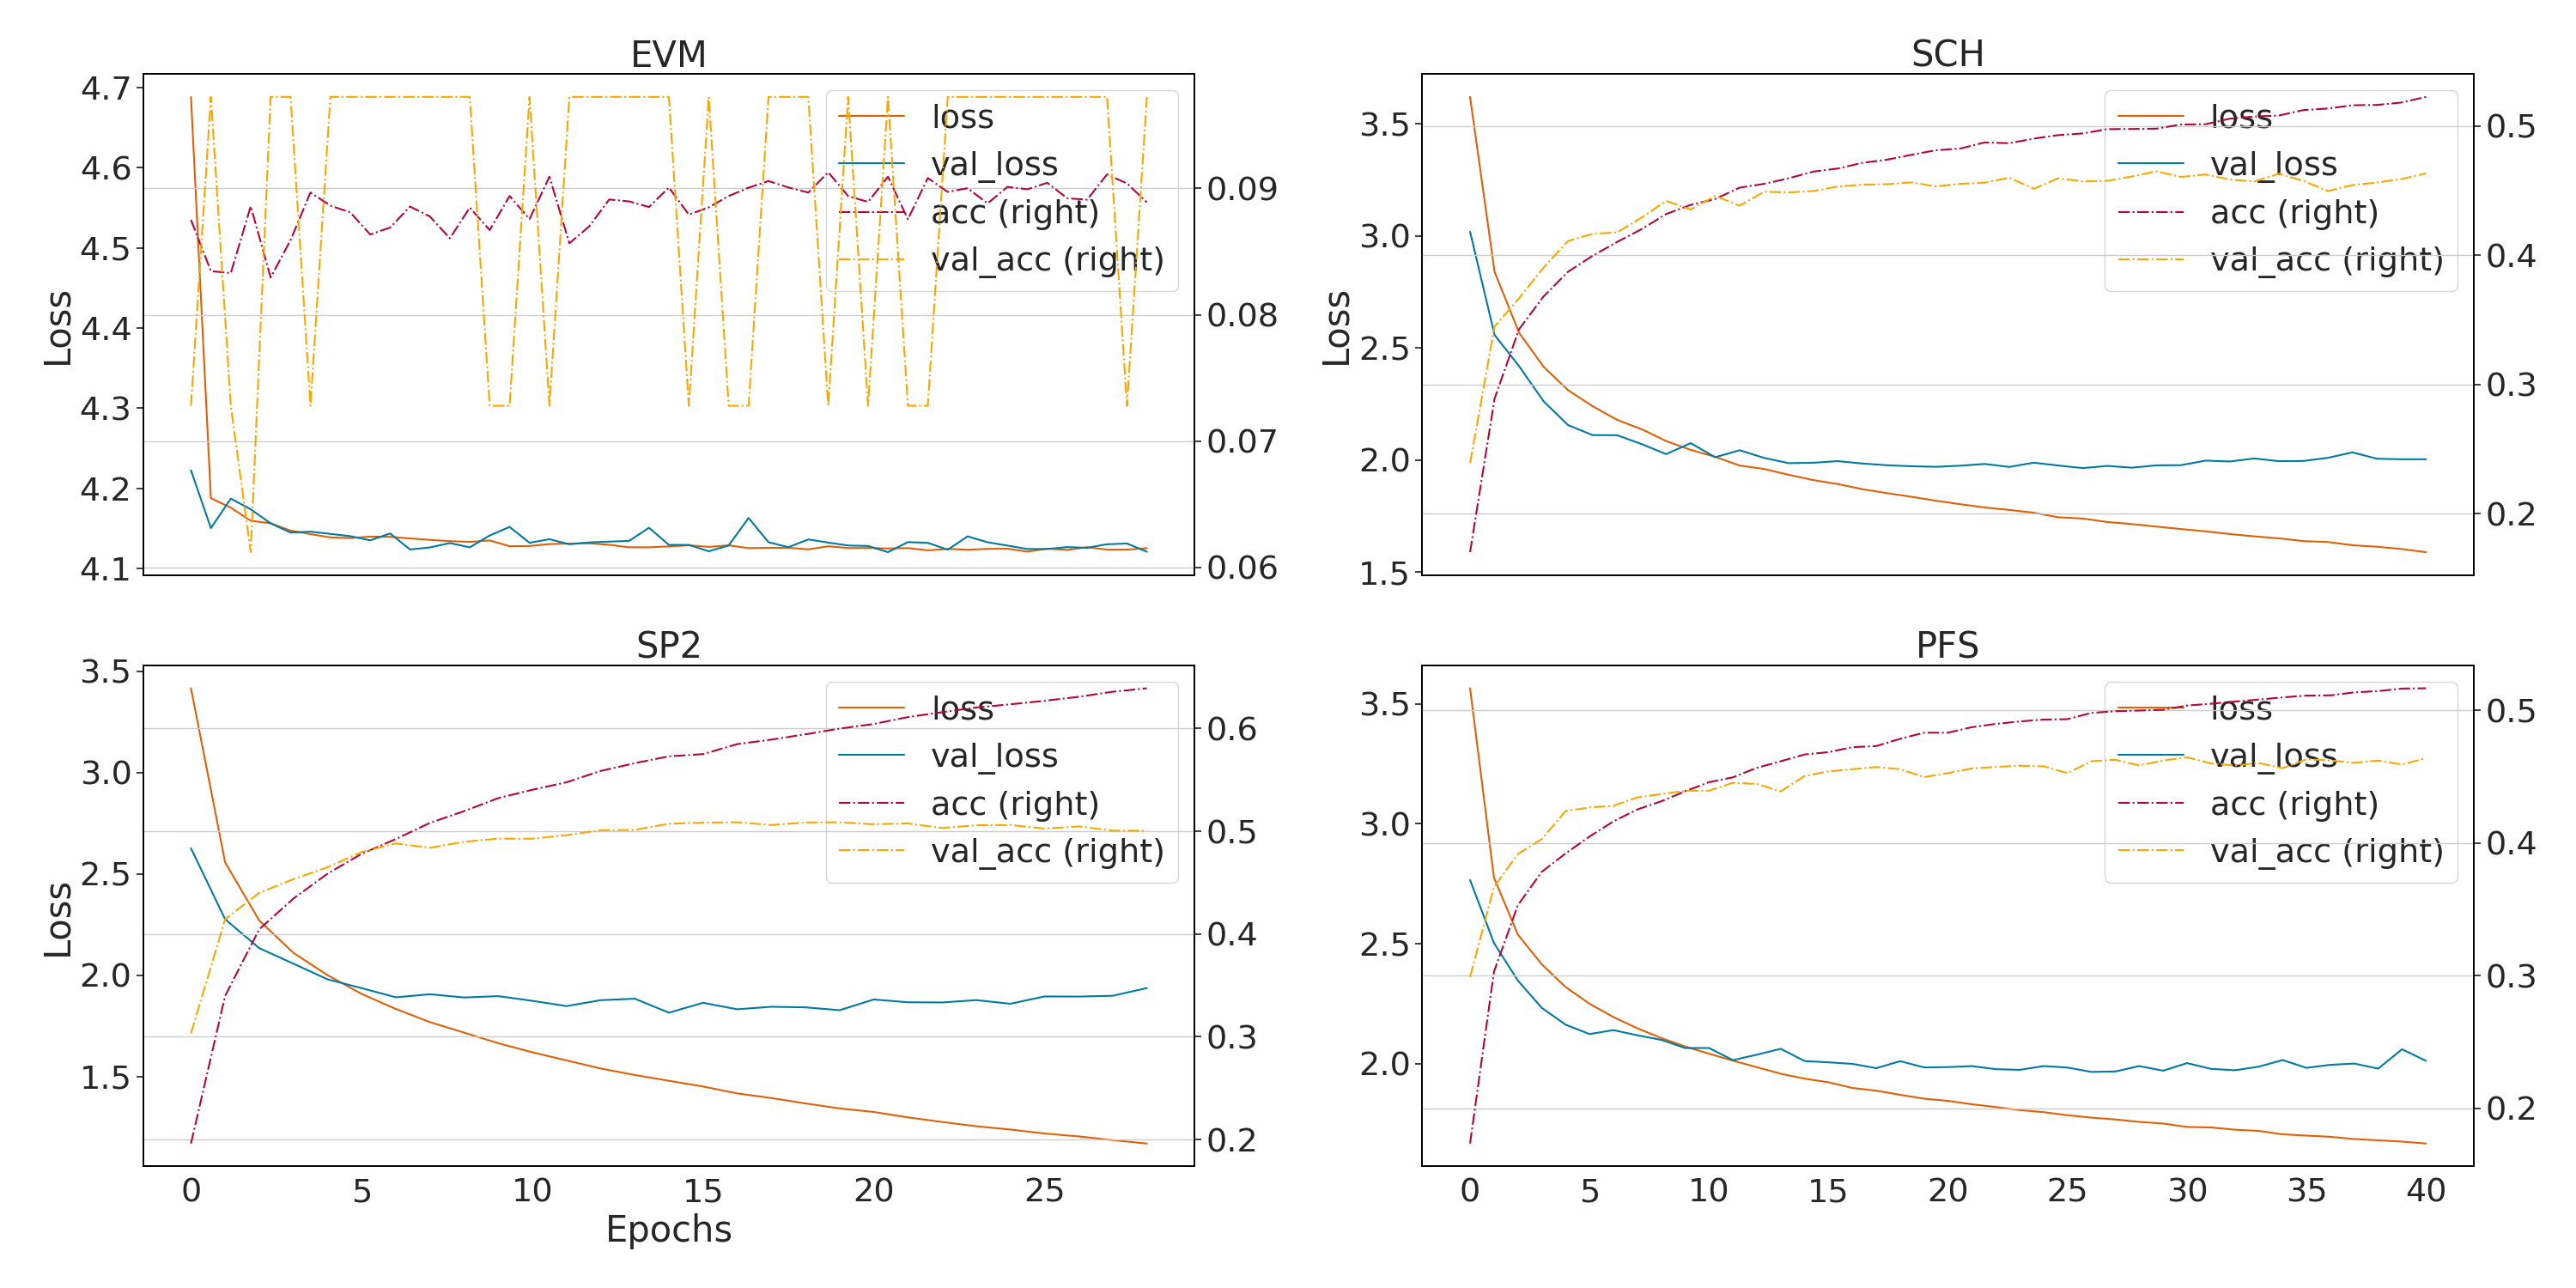 EVM
4.7
4.6
4.5
4.4
4.3
4.2
4.1
Loss
0.09
0.08
0.07
0.06
loss
val_loss
acc (right)
val_acc (right)
SCH
3.5
3.0
2.5
2.0
1.5
Loss
0.5
0.4
0.3
0.2
loss
val_loss
acc (right)
val_acc (right)
SP2
3.5
3.0
2.5
2.0
1.5
Loss
0.6
0.5
0.4
0.3
0.2
loss
val_loss
acc (right)
val_acc (right)
0 5 10 15 20 25
Epochs
PFS
3.5
3.0
2.5
2.0
0.5
0.4
0.3
0.2
loss
val_loss
acc (right)
val_acc (right)
0 5 10 15 20 25 30 35 40